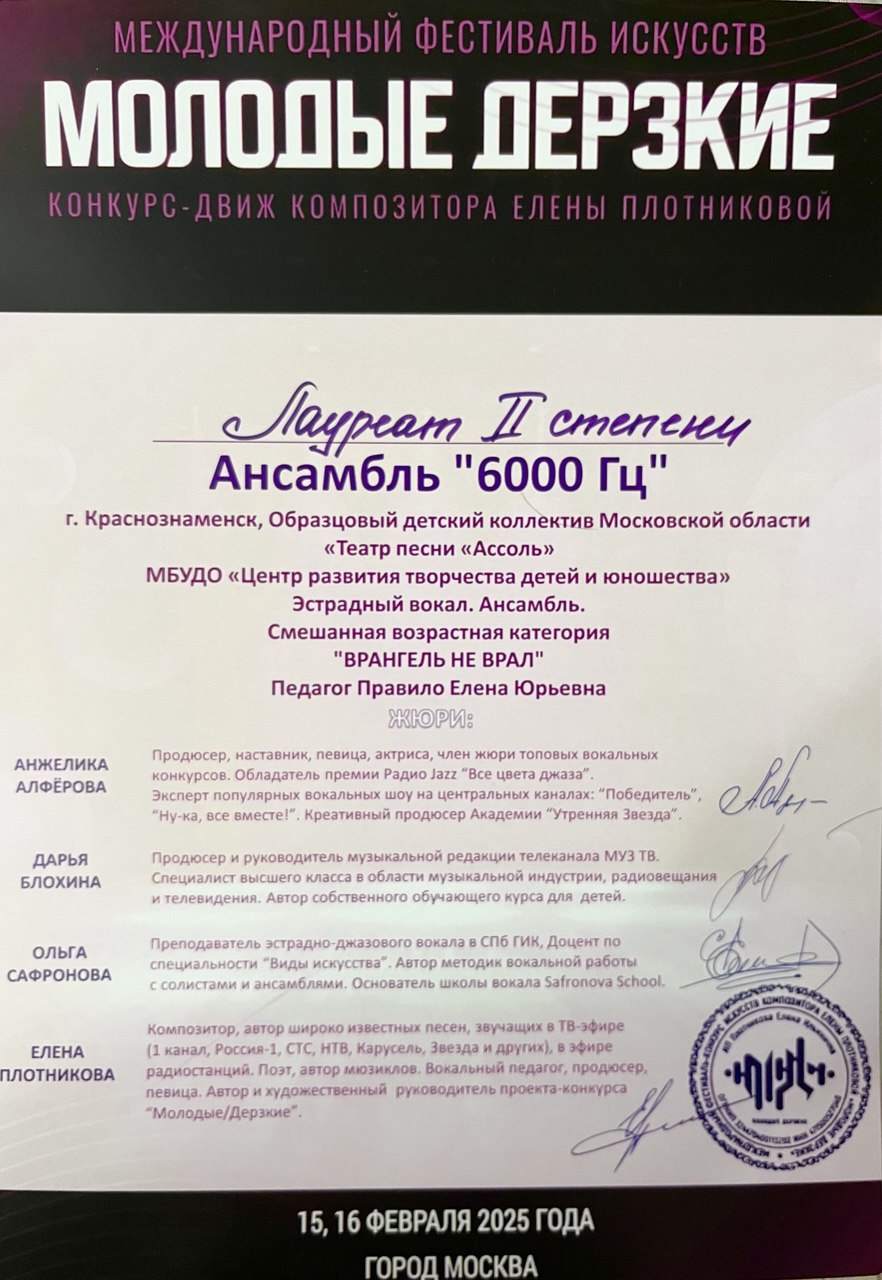 МЕЖДУНАРОДНЫЙ ФЕСТИВАЛЬ ИСКУССТВ
МОЛОДЫЕ ДЕРЗКИЕ
КОНКУРС-ДВИЖ КОМПОЗИТОРА ЕЛЕНЫ ПЛОТНИКОВОЙ
Лауреат II степени
Ансамбль "6000 Гц"
г. Краснознаменск, Образцовый детский коллектив Московской области
«Театр песни «Ассоль»
МБУДО «Центр развития творчества детей и юношества»
Эстрадный вокал. Ансамбль.
Смешанная возрастная категория
"ВРАНГЕЛЬ НЕ ВРАЛ"
Педагог Правило Елена Юрьевна
ЖЮРИ:
АНЖЕЛИКА
АЛФЁРОВА
Продюсер, наставник, певица, актриса, член жюри топовых вокальных
конкурсов. Обладатель премии Радио Jazz “Все цвета джаза”.
Эксперт популярных вокальных шоу на центральных каналах: “Победитель”,
“Ну-ка, все вместе!”. Креативный продюсер Академии “Утренняя Звезда”.
ДАРЬЯ
БЛОХИНА
Продюсер и руководитель музыкальной редакции телеканала МУЗ ТВ.
Специалист высшего класса в области музыкальной индустрии, радиовещания
и телевидения. Автор собственного обучающего курса для детей.
ОЛЬГА
САФРОНОВА
Преподаватель эстрадно-джазового вокала в СПб ГИК, Доцент по
специальности “Виды искусства”. Автор методик вокальной работы
с солистами и ансамблями. Основатель школы вокала Safronova School.
ЕЛЕНА
ПЛОТНИКОВА
Композитор, автор широко известных песен, звучащих в ТВ-эфире
(1 канал, Россия-1, СТС, НТВ, Карусель, Звезда и других), в эфире
радиостанций. Поэт, автор мюзиклов. Вокальный педагог, продюсер,
певица. Автор и художественный руководитель проекта-конкурса
“Молодые/Дерзкие”.
15, 16 ФЕВРАЛЯ 2025 ГОДА
ГОРОД МОСКВА